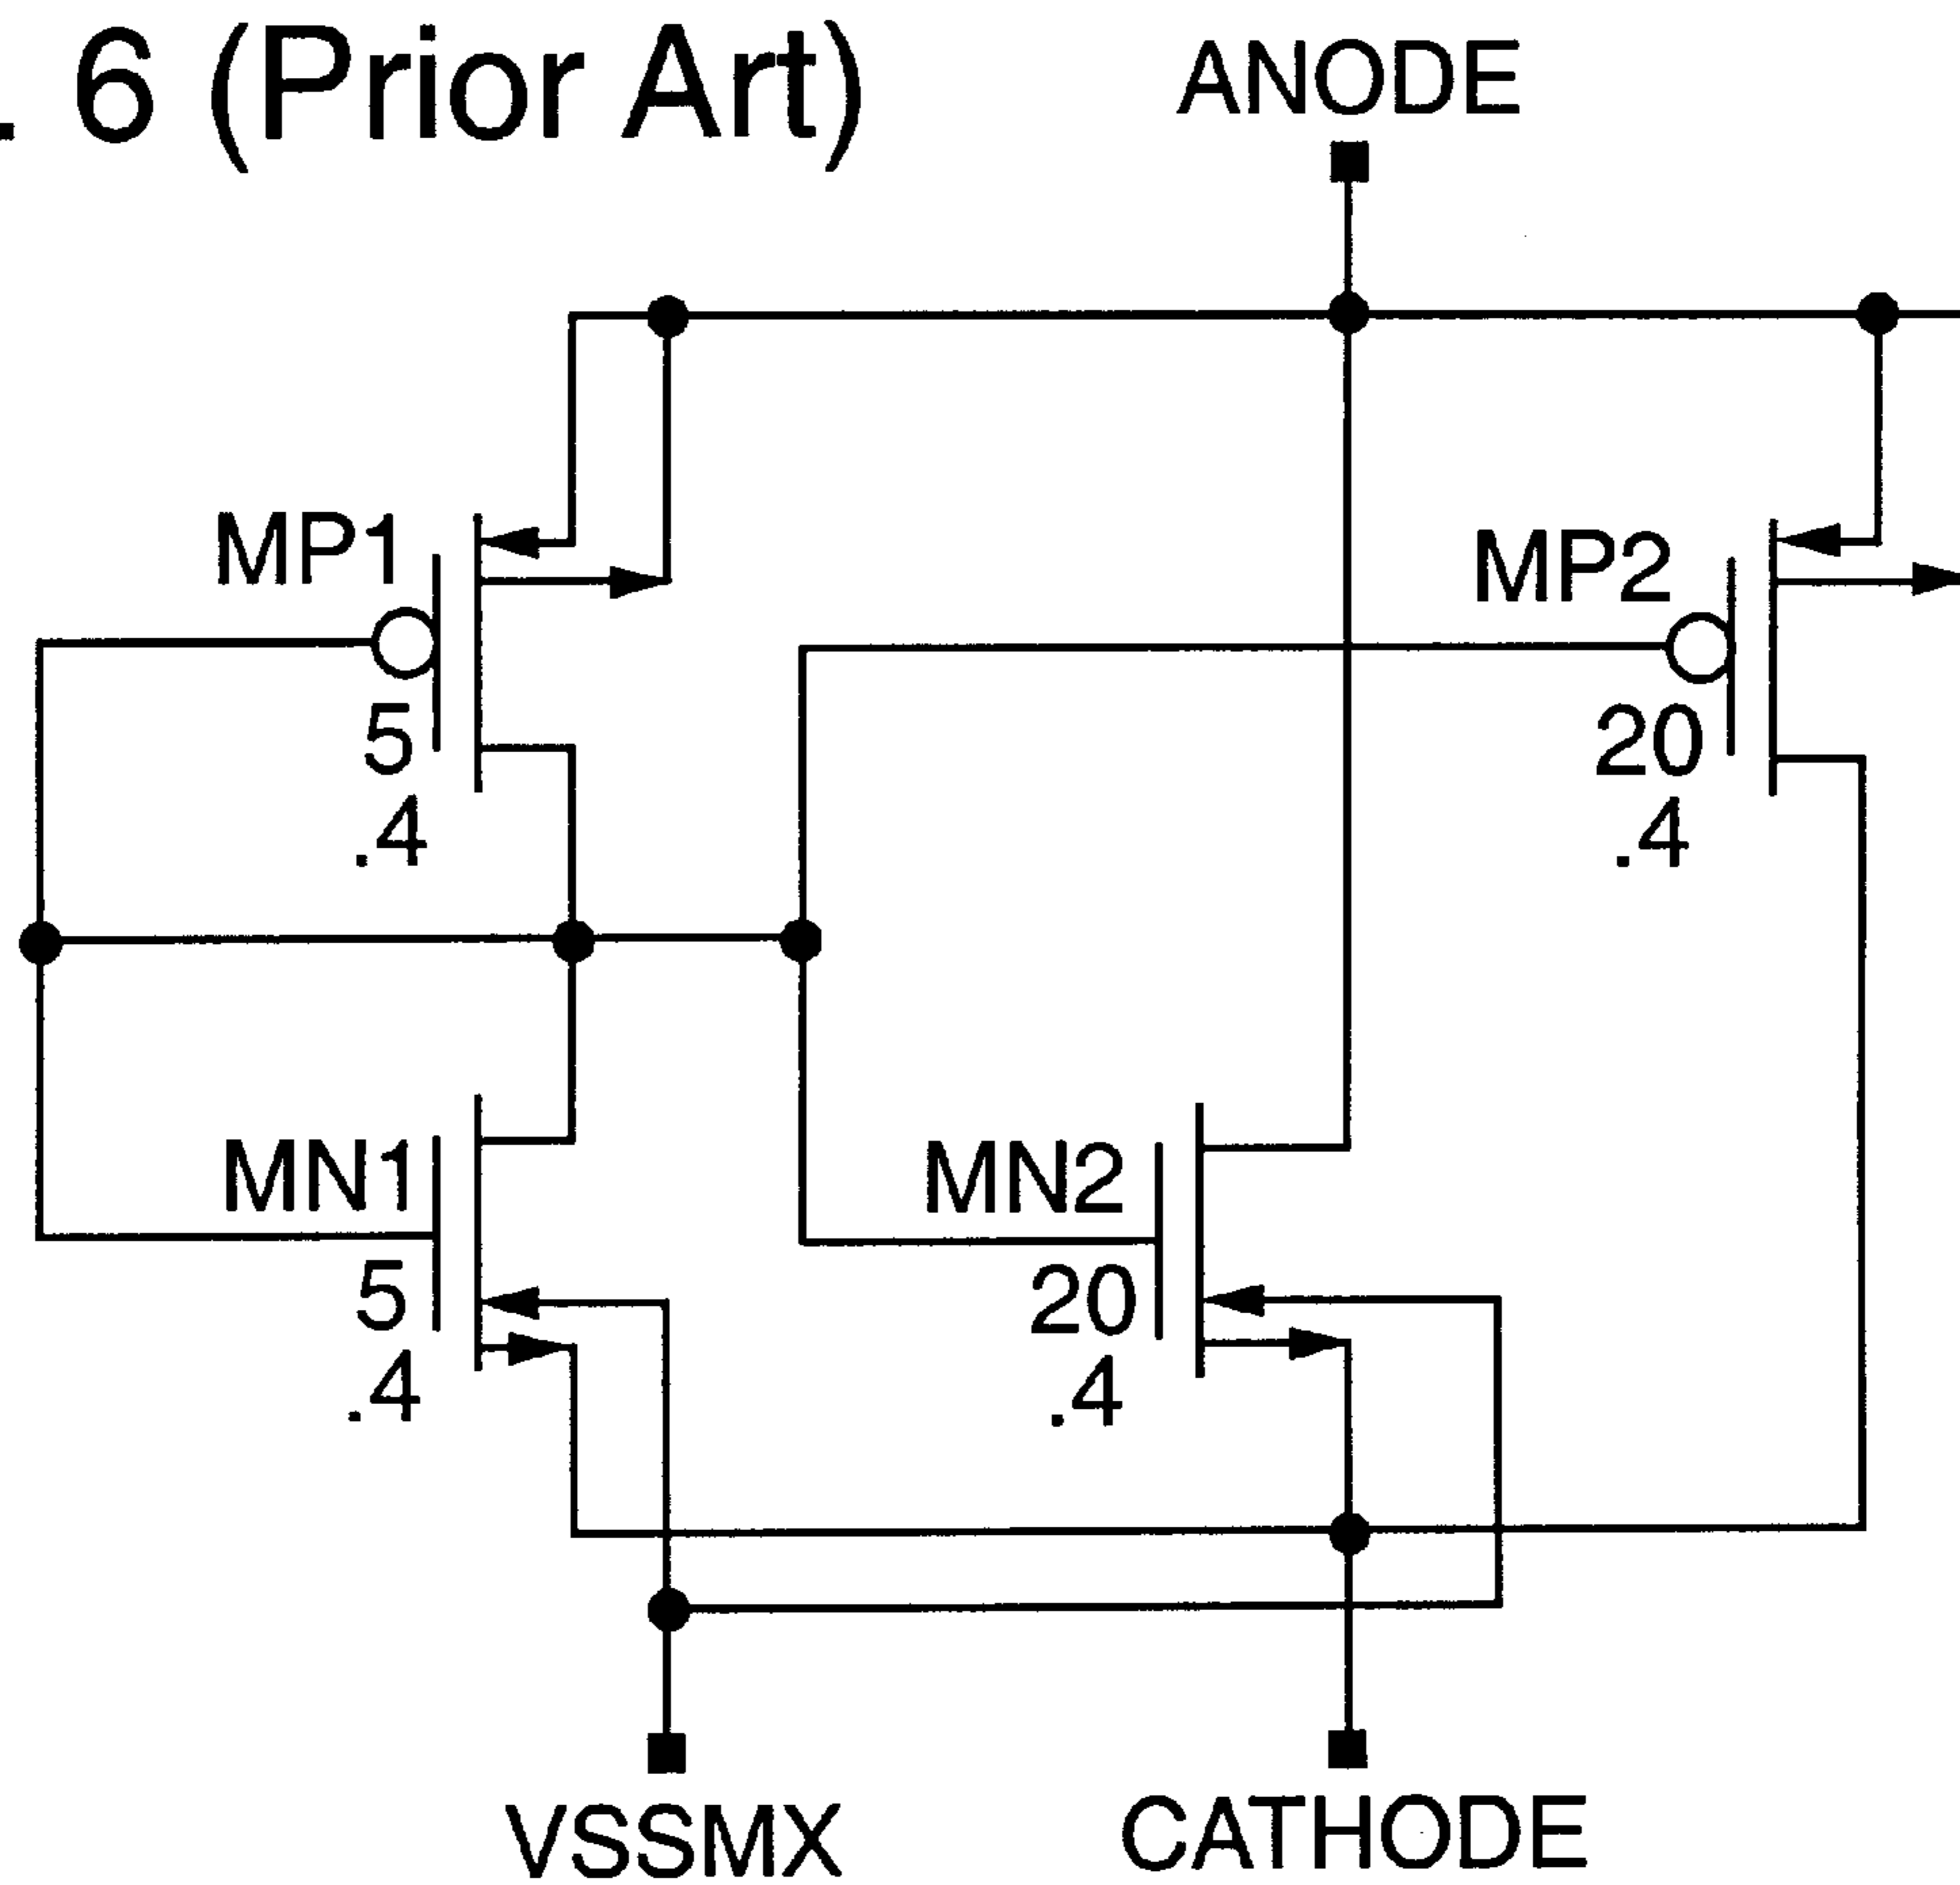 . 6 (Prior Art)
ANODE
MP1
5
.4
MP2
20
.4
MN1
5
.4
MN2
20
.4
VSSMX
CATHODE